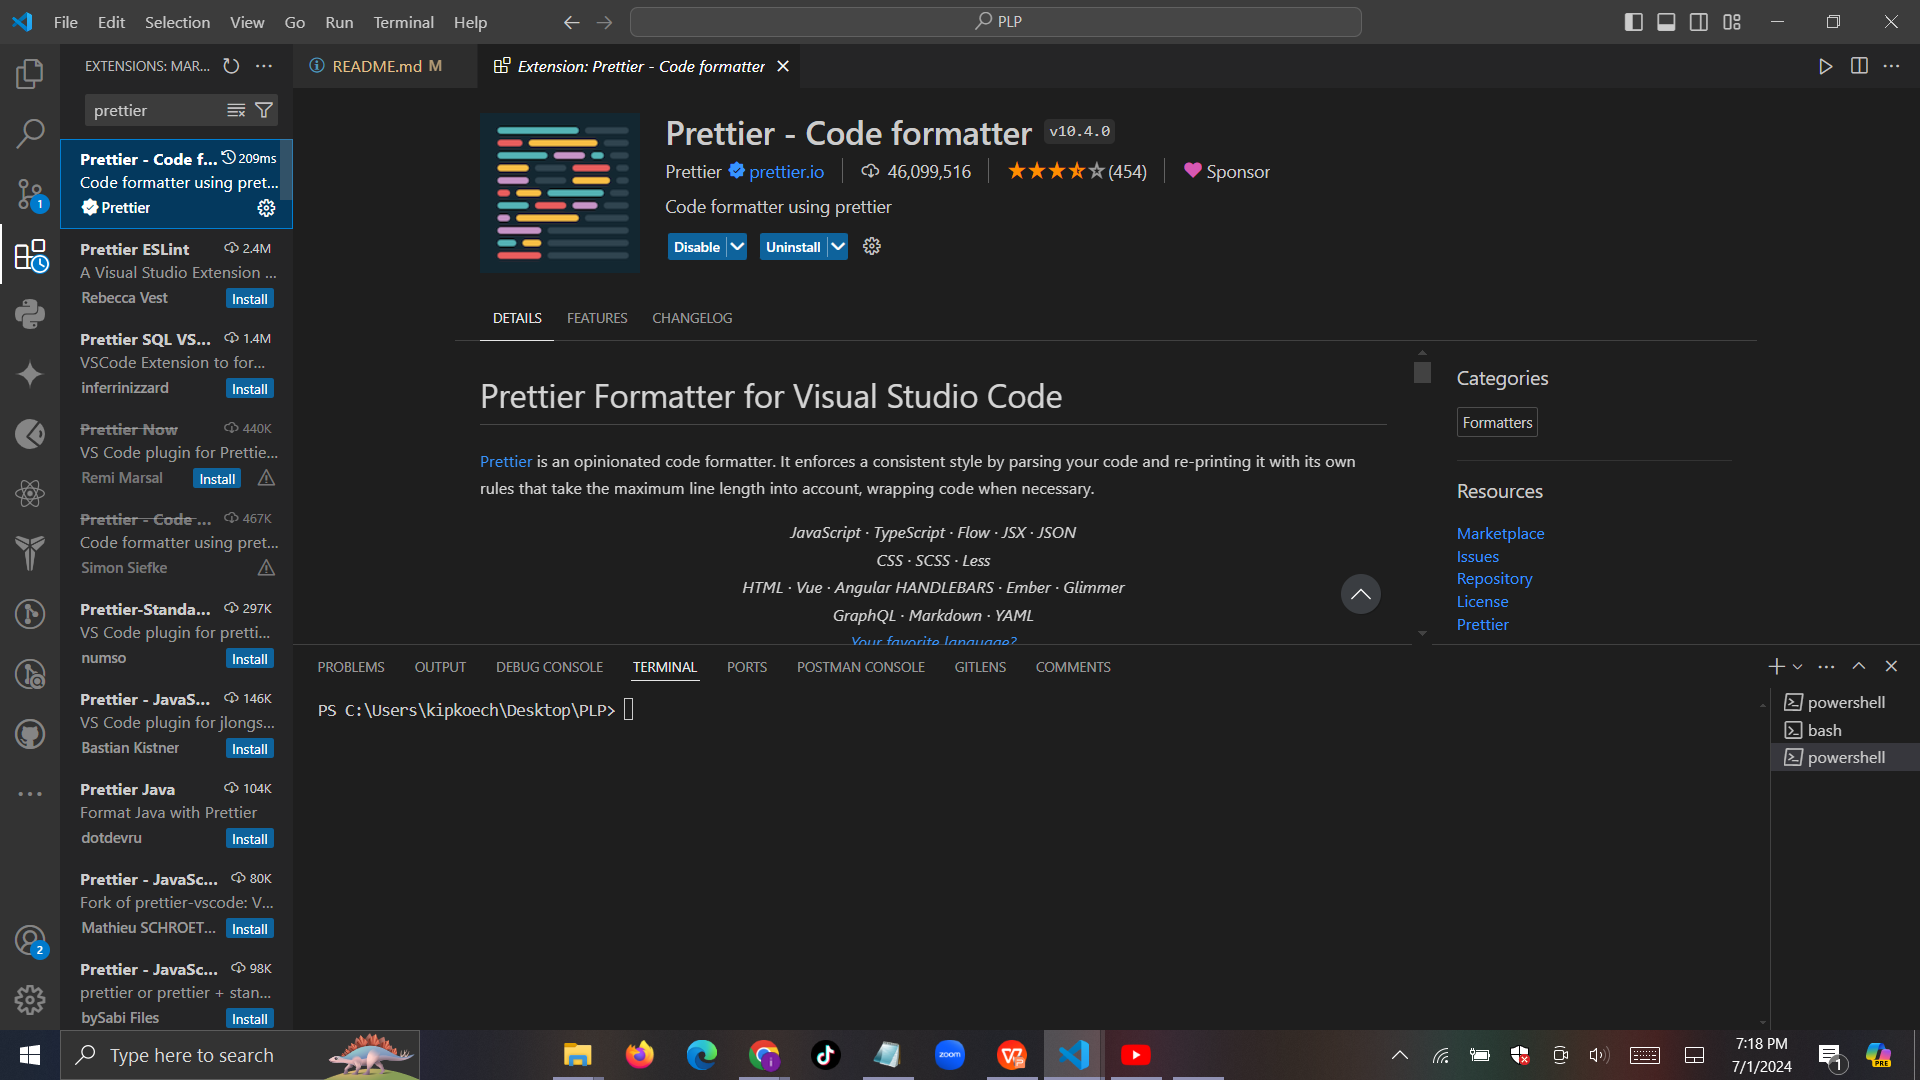 File Edit Selection View Go Run Terminal Help
PLP
EXTENSIONS: MAR...
prettier
Prettier - Code f... 209ms
Code formatter using pret...
Prettier
Prettier ESLint 2.4M
A Visual Studio Extension ...
Rebecca Vest Install
Prettier SQL VS... 1.4M
VSCode Extension to for...
inferrinizzard Install
Prettier Now 440K
VS Code plugin for Prettie...
Remi Marsal Install
Prettier - Code ... 467K
Code formatter using pret...
Simon Siefke
Prettier-Standa... 297K
VS Code plugin for pretti...
numso Install
Prettier - JavaS... 146K
VS Code plugin for jlongs...
Bastian Kistner Install
Prettier Java 104K
Format Java with Prettier
dotdevru Install
Prettier - JavaSc... 80K
Fork of prettier-vscode: V...
Mathieu SCHROET... Install
Prettier - JavaSc... 98K
prettier or prettier + stan...
bySabi Files Install
1
2
README.md M
Extension: Prettier - Code formatter
Prettier - Code formatter v10.4.0
Prettier prettier.io 46,099,516 (454) Sponsor
Code formatter using prettier
Disable Uninstall
DETAILS FEATURES CHANGELOG
Prettier Formatter for Visual Studio Code
Prettier is an opinionated code formatter. It enforces a consistent style by parsing your code and re-printing it with its own
rules that take the maximum line length into account, wrapping code when necessary.
JavaScript · TypeScript · Flow · JSX · JSON
CSS · SCSS · Less
HTML · Vue · Angular HANDLEBARS · Ember · Glimmer
GraphQL · Markdown · YAML
Your favorite language?
Categories
Formatters
Resources
Marketplace
Issues
Repository
License
Prettier
PROBLEMS OUTPUT DEBUG CONSOLE TERMINAL PORTS POSTMAN CONSOLE GITLENS COMMENTS
PS C:\Users\kipkoech\Desktop\PLP>
powershell
bash
powershell
Type here to search
zoom
7:18 PM
7/1/2024
1
PRE